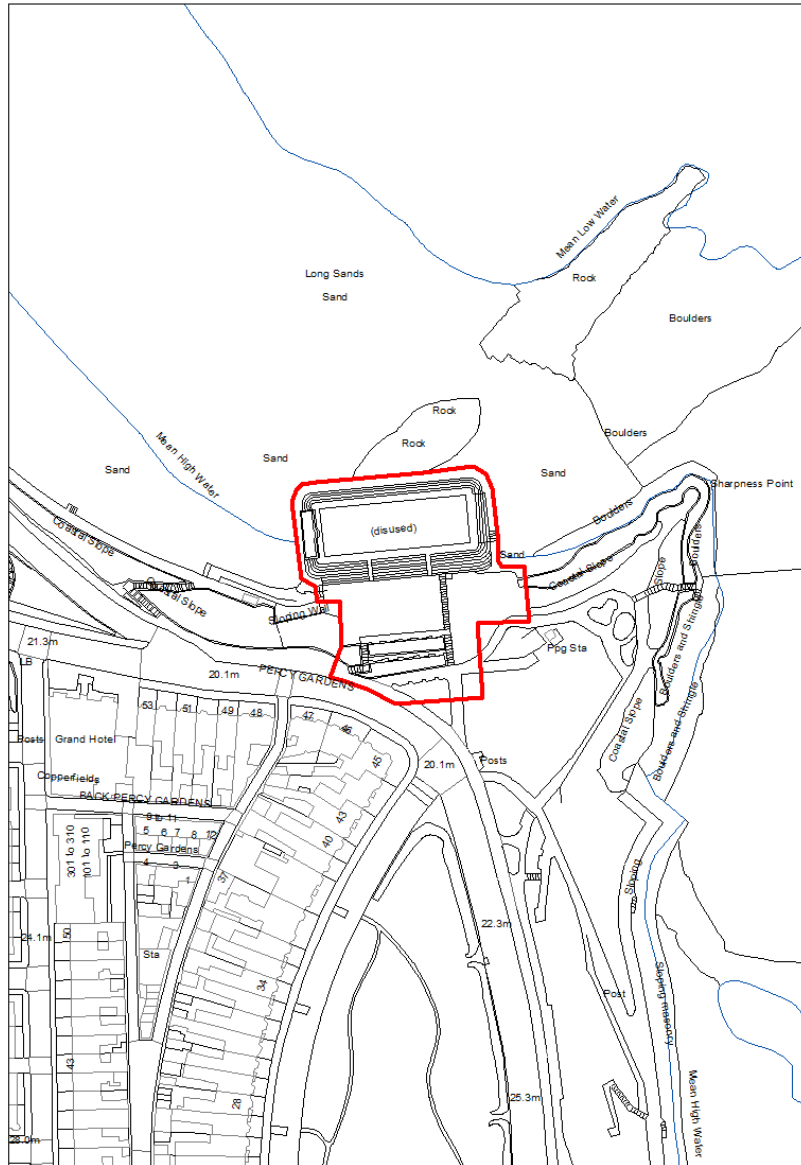 Mean Low Water
Long Sands
Sand
Rock
Boulders
Rock
Rock
Boulders
Mean High Water
Sand
Sand
Sand
Sharpness Point
Boulders
(disused)
Coastal Slope
Sand
Coastal Slope
Slope
Boulders
Coastal Slope
Sloping Wall
21.3m
LB
20.1m
PERCY GARDENS
Ppg Sta
Boulders and Shingle
53
51
49
48
47
46
45
Posts
Grand Hotel
20.1m
Posts
Coastal Slope
Boulders and Shingle
Copperfields
BACK PERCY GARDENS
9 to 11
5
6
7
8
12
Percy Gardens
4
3
1
301 to 310
101 to 110
43
40
37
Sloping
50
24.1m
22.3m
Sta
34
Post
Sloping masonry
43
28
25.3m
Mean High Water
28.0m